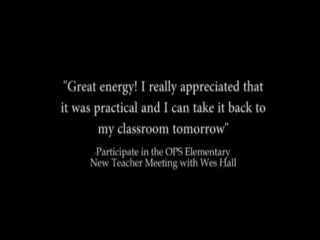 "Great energy! I really appreciated that
it was practical and I can take it back to
my classroom tomorrow"
-Participate in the OPS Elementary
New Teacher Meeting with Wes Hall